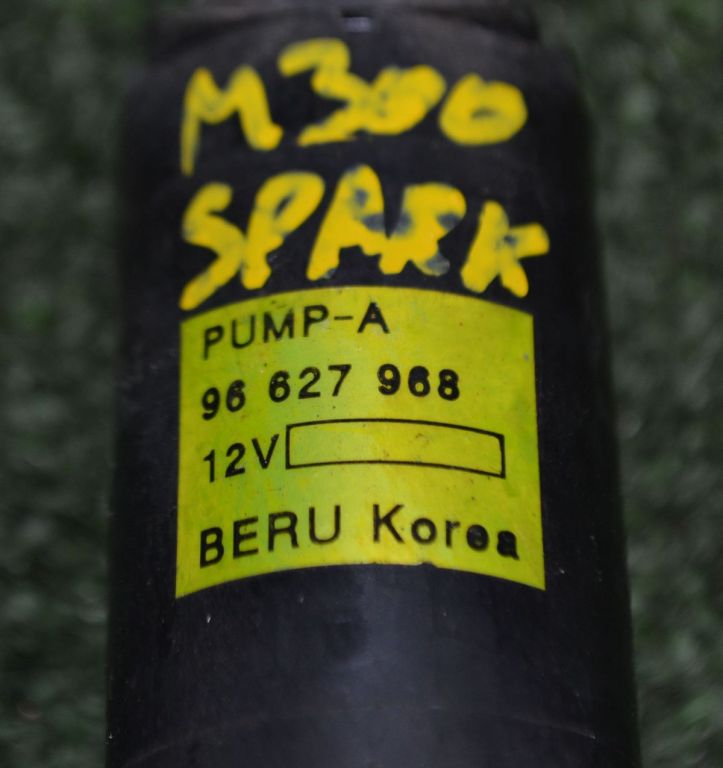 M300
SPARK
PUMP-A
96 627 968
12V
BERU Korea